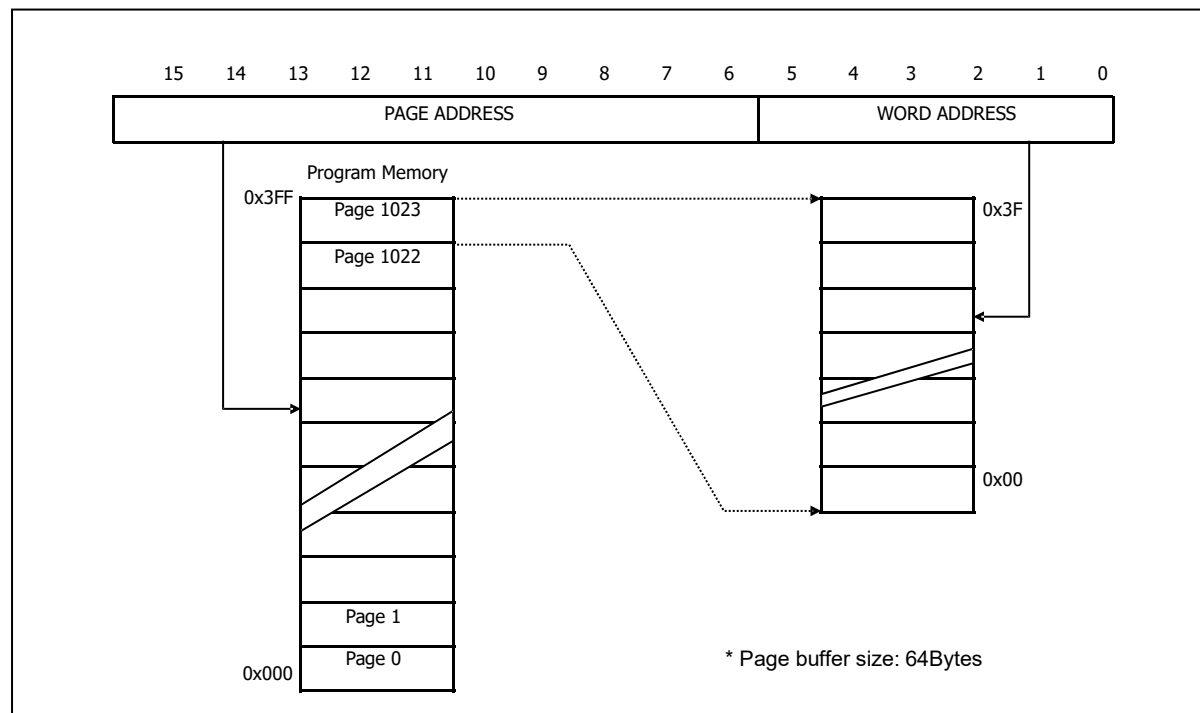 15 14 13 12 11 10 9 8 7 6 5 4 3 2 1 0
PAGE ADDRESS WORD ADDRESS
Program Memory
0x3FF Page 1023 0x3F
Page 1022
0x00
Page 1
0x000 Page 0
* Page buffer size: 64Bytes